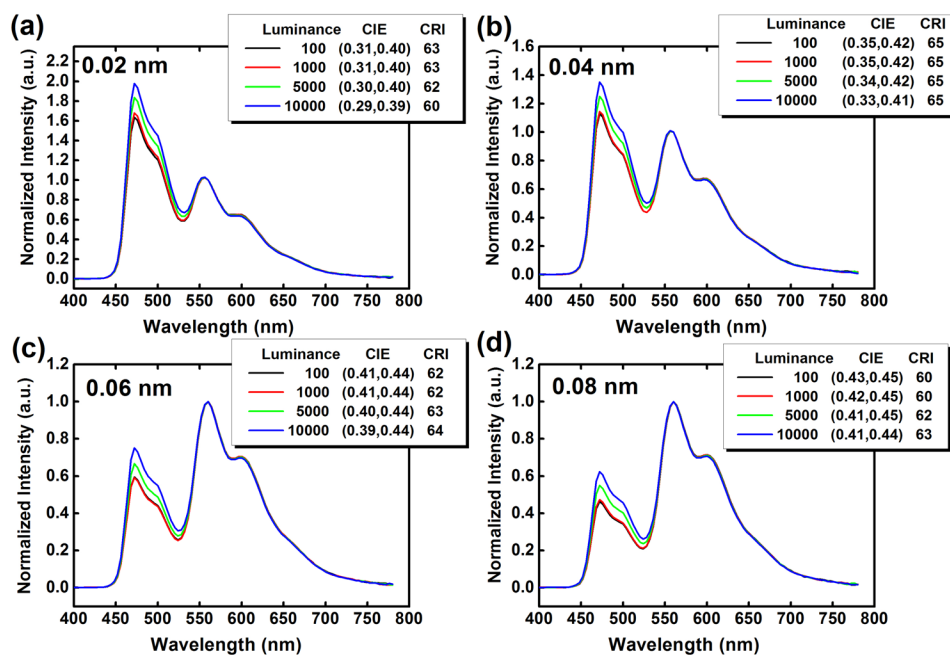 (a)
Luminance CIE CRI
100 (0.31,0.40) 63
1000 (0.31,0.40) 63
5000 (0.30,0.40) 62
10000 (0.29,0.39) 60
0.02 nm
Normalized Intensity (a.u.)
2.2
2.0
1.8
1.6
1.4
1.2
1.0
0.8
0.6
0.4
0.2
0.0
400 450 500 550 600 650 700 750 800
Wavelength (nm)
(b)
Luminance CIE CRI
100 (0.35,0.42) 65
1000 (0.35,0.42) 65
5000 (0.34,0.42) 65
10000 (0.33,0.41) 65
0.04 nm
Normalized Intensity (a.u.)
1.6
1.4
1.2
1.0
0.8
0.6
0.4
0.2
0.0
400 450 500 550 600 650 700 750 800
Wavelength (nm)
(c)
Luminance CIE CRI
100 (0.41,0.44) 62
1000 (0.41,0.44) 62
5000 (0.40,0.44) 63
10000 (0.39,0.44) 64
0.06 nm
Normalized Intensity (a.u.)
1.2
1.0
0.8
0.6
0.4
0.2
0.0
400 450 500 550 600 650 700 750 800
Wavelength (nm)
(d)
Luminance CIE CRI
100 (0.43,0.45) 60
1000 (0.42,0.45) 60
5000 (0.41,0.45) 62
10000 (0.41,0.44) 63
0.08 nm
Normalized Intensity (a.u.)
1.2
1.0
0.8
0.6
0.4
0.2
0.0
400 450 500 550 600 650 700 750 800
Wavelength (nm)